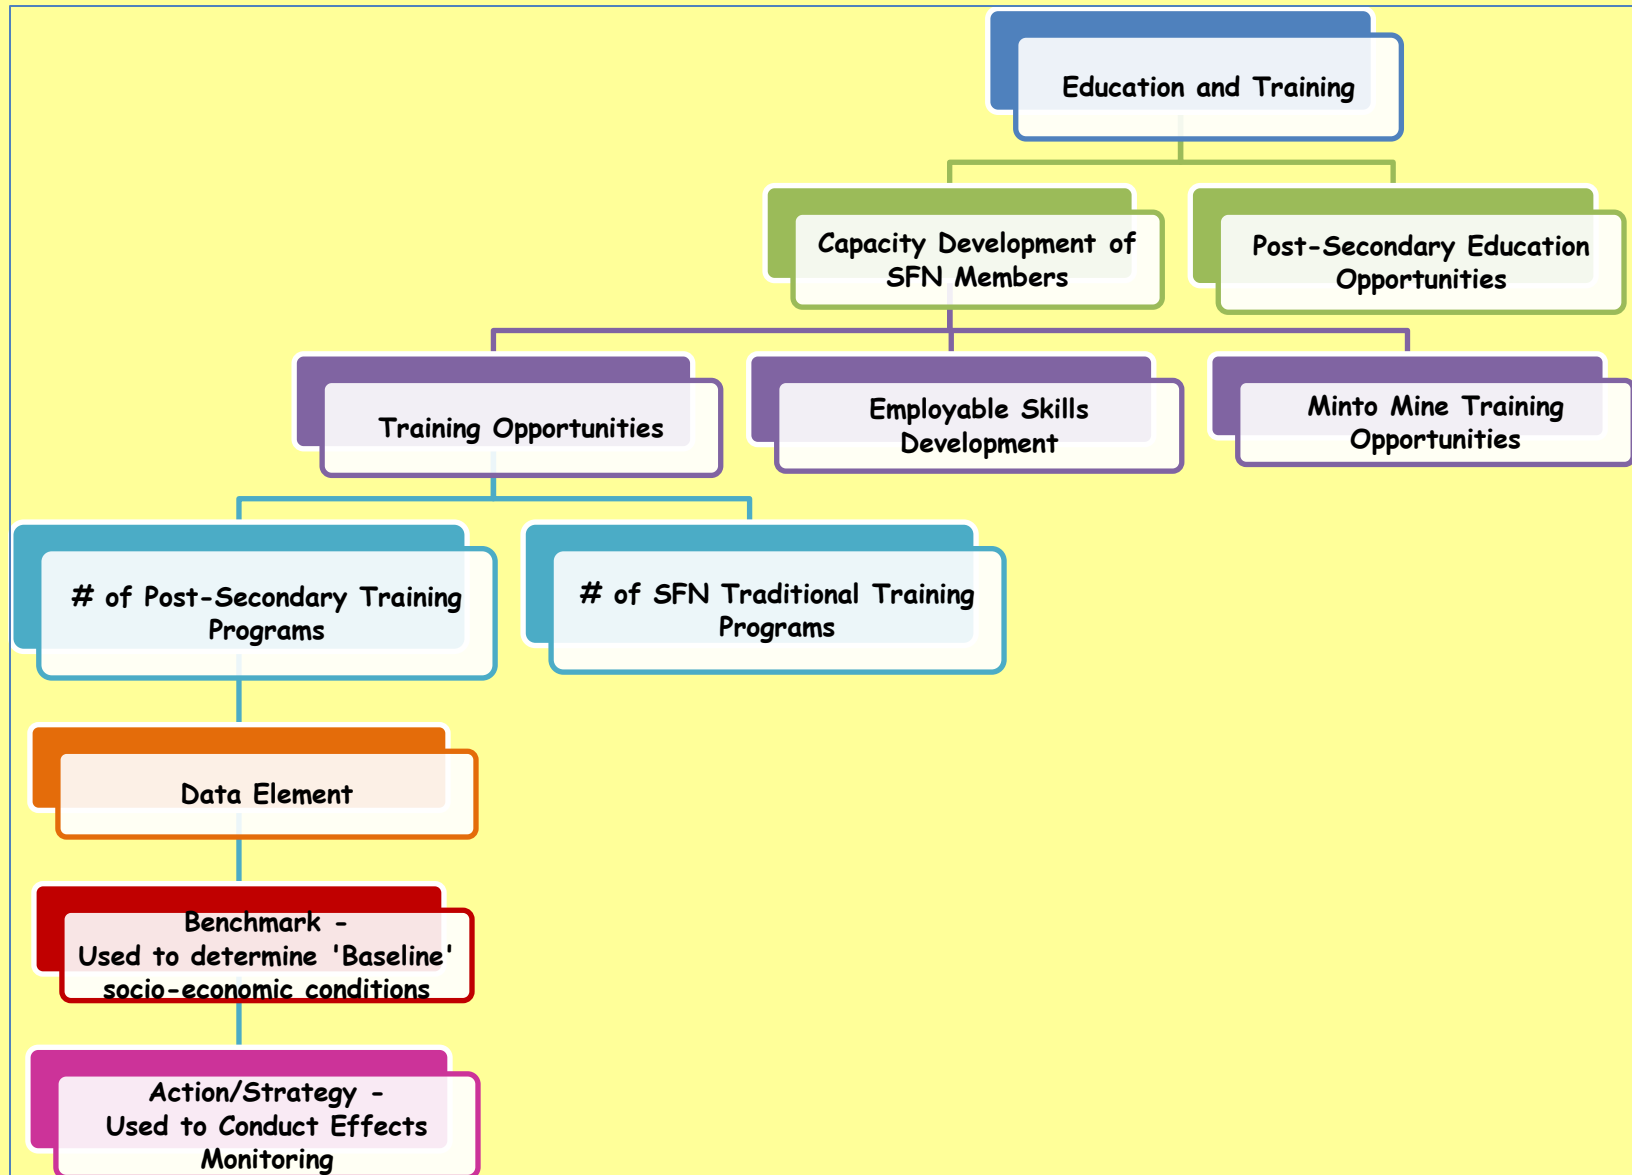 Education and Training
Capacity Development of
SFN Members
Post-Secondary Education
Opportunities
Training Opportunities
Employable Skills
Development
Minto Mine Training
Opportunities
# of Post-Secondary Training
Programs
# of SFN Traditional Training
Programs
Data Element
Benchmark -
Used to determine 'Baseline'
socio-economic conditions
Action/Strategy -
Used to Conduct Effects
Monitoring